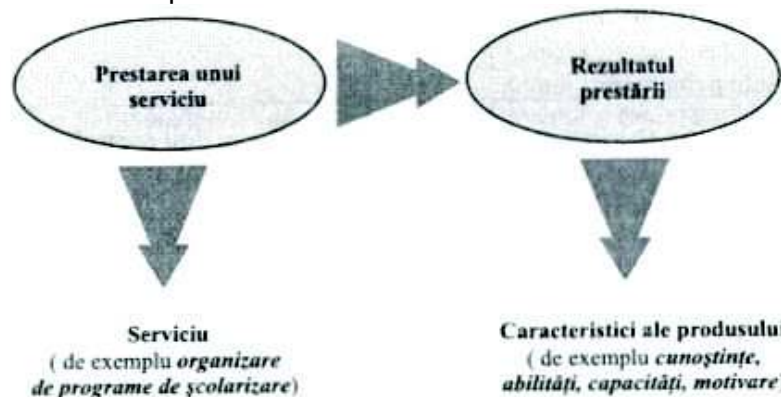 Prestarea unui
serviciu
Rezultatul
prestării
Serviciu
( de exemplu organizare
de programe de școlarizare)
Caracteristici ale produsului
( de exemplu cunoștințe,
abilități, capacități, motivare)